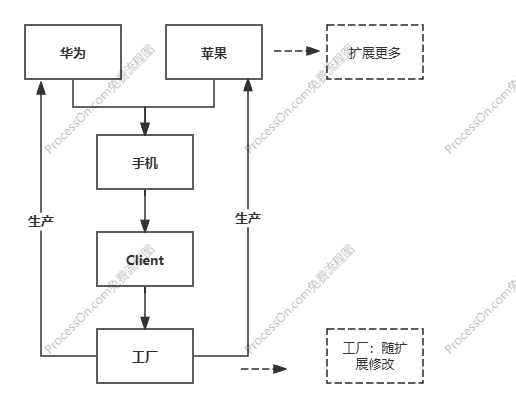 华为
苹果
扩展更多
手机
生产
生产
Client
工厂
工厂：随扩
展修改
ProcessOn.com免费流程图
ProcessOn.com免费流程图
ProcessOn.com免费流程图
ProcessOn.com免费流程图
ProcessOn.com免费流程图
ProcessOn.com免费流程图